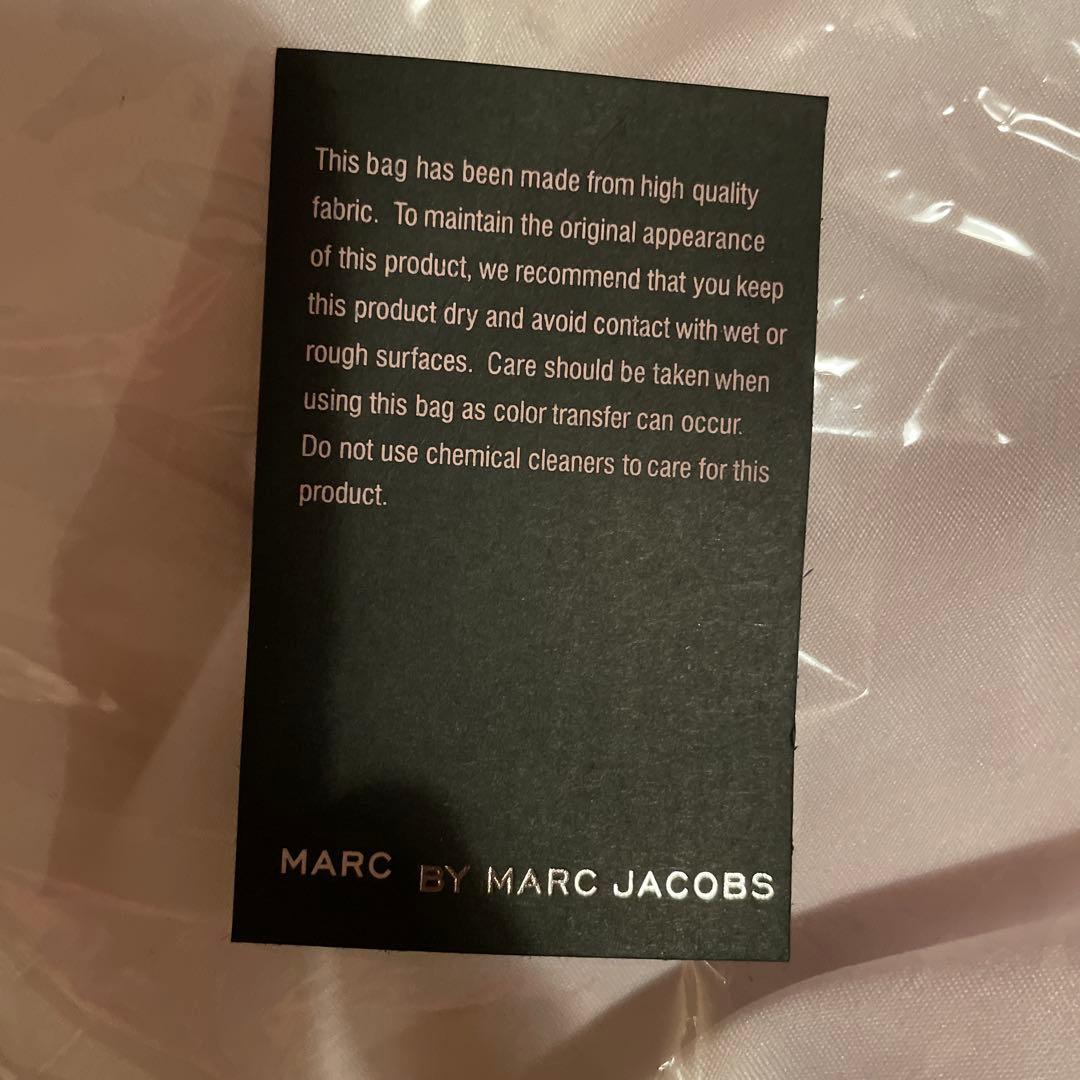 This bag has been made from high quality
fabric.  To maintain the original appearance
of this product, we recommend that you keep
this product dry and avoid contact with wet or
rough surfaces.  Care should be taken when
using this bag as color transfer can occur.
Do not use chemical cleaners to care for this
product.
MARC BY MARC JACOBS